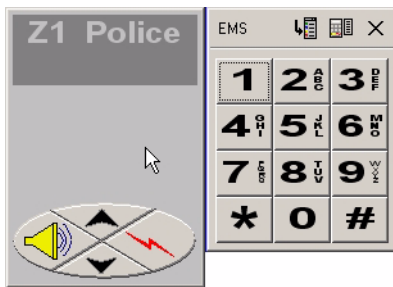 Z1 Police
EMS
1 2 ABC 3 DEF
4 GHI 5 JKL 6 MNO
7 8 TUV 9 WXYZ
* 0 #